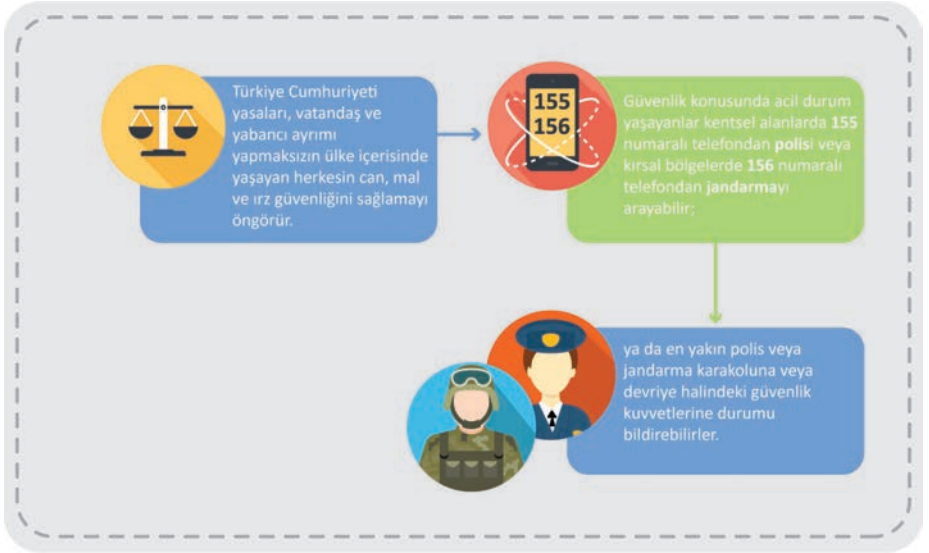 Türkiye Cumhuriyeti
yasaları, vatandaş ve
yabancı ayrımı
yapmaksızın ülke içerisinde
yaşayan herkesin can, mal
ve ırz güvenliğini sağlamayı
öngörür.
155
156
Güvenlik konusunda acil durum
yaşayanlar kentsel alanlarda 155
numaralı telefondan polisi veya
kırsal bölgelerde 156 numaralı
telefondan jandarmayı
arayabilir;
ya da en yakın polis veya
jandarma karakoluna veya
devriye halindeki güvenlik
kuvvetlerine durumu
bildirebilirler.